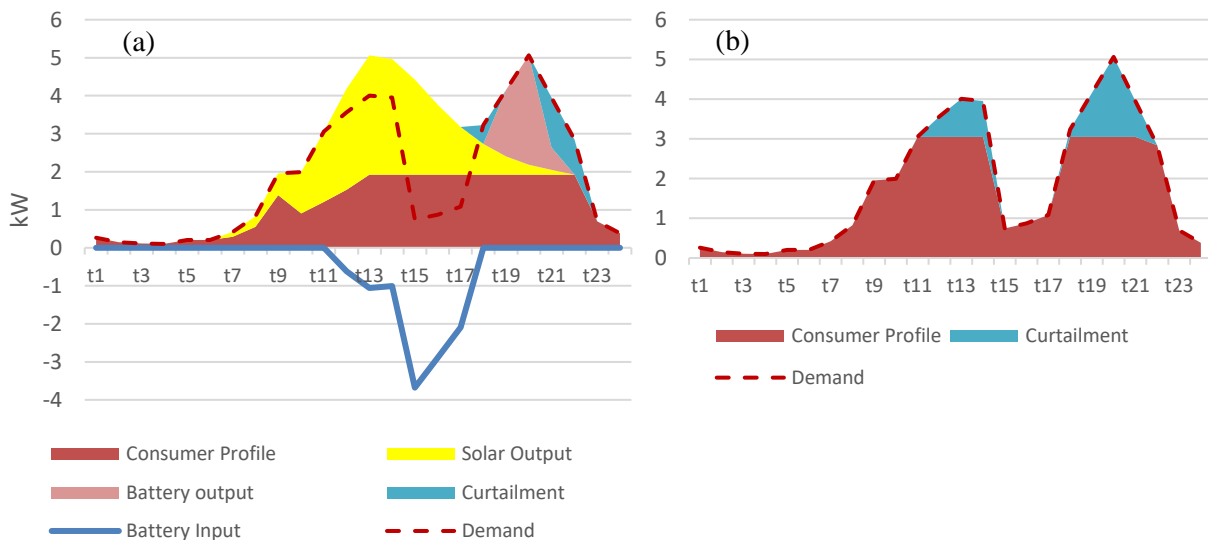 (a)
6
5
4
3
2
1
0
-1
-2
-3
-4
kW
t1 t3 t5 t7 t9 t11 t13 t15 t17 t19 t21 t23
Consumer Profile Solar Output
Battery output Curtailment
Battery Input Demand
(b)
6
5
4
3
2
1
0
t1 t3 t5 t7 t9 t11 t13 t15 t17 t19 t21 t23
Consumer Profile Curtailment
Demand